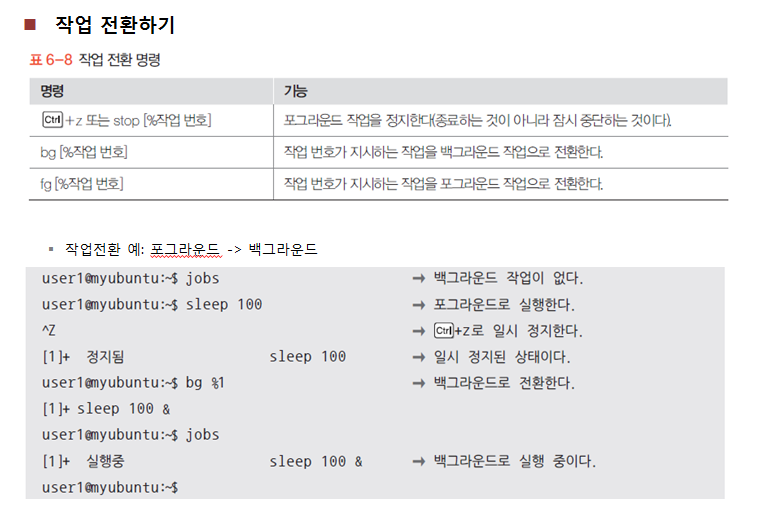 작업 전환하기
표 6-8 작업 전환 명령
명령 기능
Ctrl+z 또는 stop [%작업 번호] 포그라운드 작업을 정지한다(종료하는 것이 아니라 잠시 중단하는 것이다).
bg [%작업 번호] 작업 번호가 지시하는 작업을 백그라운드 작업으로 전환한다.
fg [%작업 번호] 작업 번호가 지시하는 작업을 포그라운드 작업으로 전환한다.
▪ 작업전환 예: 포그라운드 -> 백그라운드
user1@myubuntu:~$ jobs → 백그라운드 작업이 없다.
user1@myubuntu:~$ sleep 100 → 포그라운드로 실행한다.
^Z → Ctrl+z로 일시 정지한다.
[1]+ 정지됨 sleep 100 → 일시 정지된 상태이다.
user1@myubuntu:~$ bg %1 → 백그라운드로 전환한다.
[1]+ sleep 100 &
user1@myubuntu:~$ jobs
[1]+ 실행중 sleep 100 & → 백그라운드로 실행 중이다.
user1@myubuntu:~$